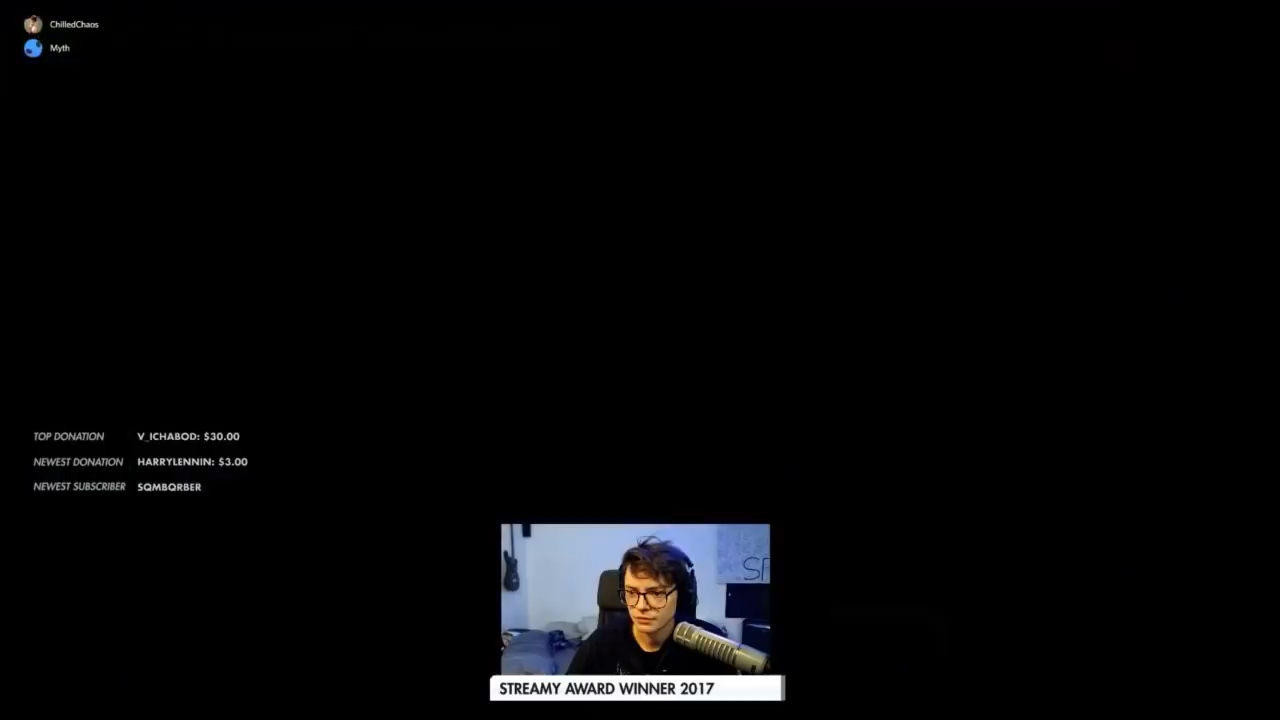 ChilledChaos
Myth
TOP DONATION V_ICHABOD: $30.00
NEWEST DONATION HARRYLENNIN: $3.00
NEWEST SUBSCRIBER SQMBQRBER
SF
STREAMY AWARD WINNER 2017